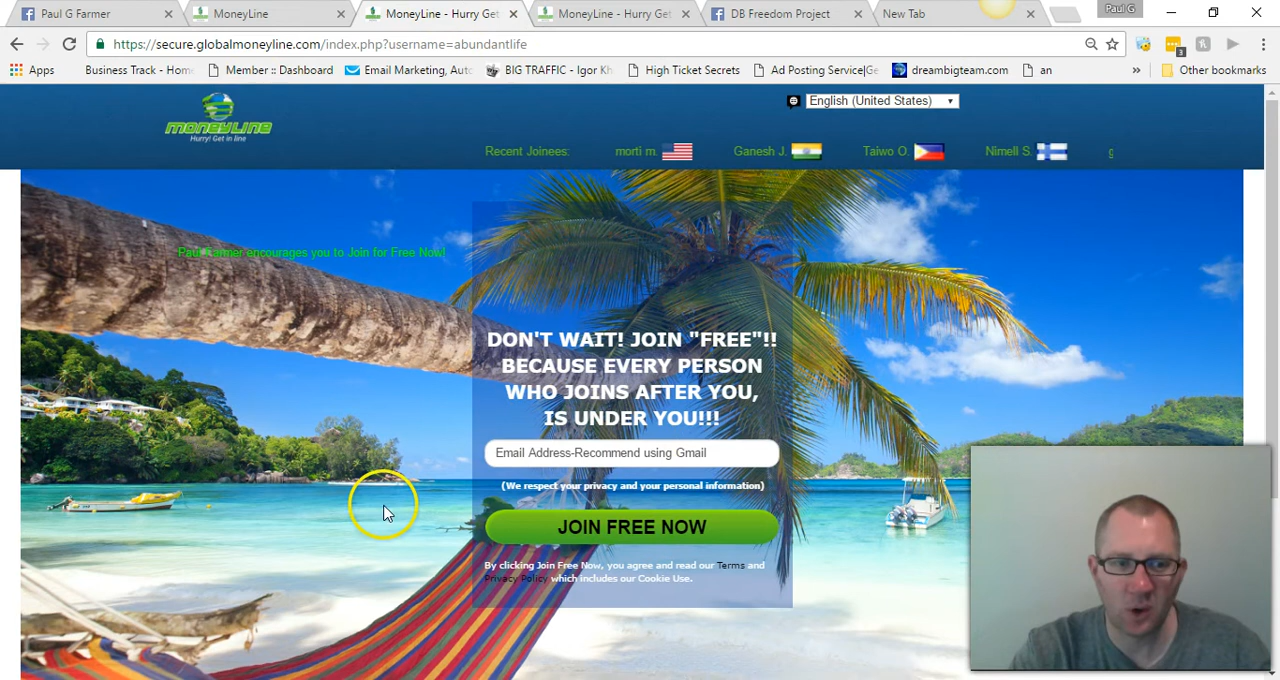 Paul G Farmer
MoneyLine
MoneyLine - Hurry Get
MoneyLine - Hurry Get
DB Freedom Project
New Tab
Paul G
https://secure.globalmoneyline.com/index.php?username=abundantlife
3
Apps
Business Track - Hom
Member :: Dashboard
Email Marketing, Aut
BIG TRAFFIC - Igor Kh
High Ticket Secrets
Ad Posting Service|Ge
dreambigteam.com
an
»
Other bookmarks
MONEYLINE
Hurry! Get in line
English (United States)
Recent Joinees:
morti m.
Ganesh J.
Taiwo O.
Nimell S.
g
Paul Farmer encourages you to Join for Free Now!
DON'T WAIT! JOIN "FREE"!!
BECAUSE EVERY PERSON
WHO JOINS AFTER YOU,
IS UNDER YOU!!!
Email Address-Recommend using Gmail
(We respect your privacy and your personal information)
JOIN FREE NOW
By clicking Join Free Now, you agree and read our Terms and
Privacy Policy which includes our Cookie Use.